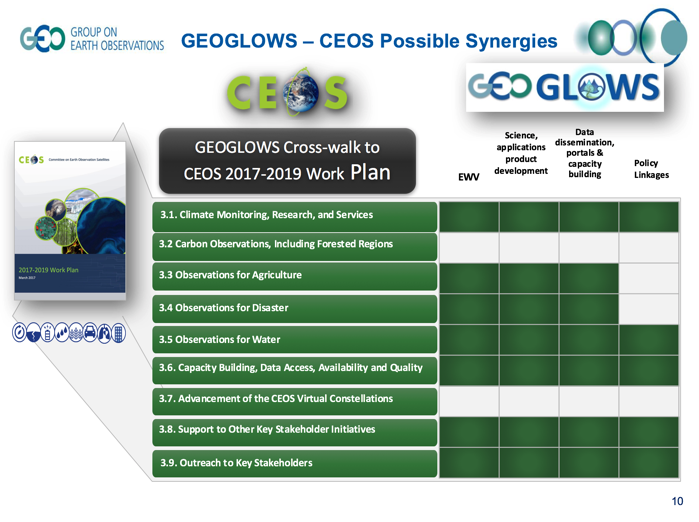 GEO GROUP ON
EARTH OBSERVATIONS
GEOGLOWS – CEOS Possible Synergies
CEOS
GEO GLOWS
GEOGLOWS Cross-walk to
CEOS 2017-2019 Work Plan
EWV
Science,
applications
product
development
Data
dissemination,
portals &
capacity
building
Policy
Linkages
CEOS Committee on Earth Observation Satellites
2017-2019 Work Plan
March 2017
3.1. Climate Monitoring, Research, and Services
3.2 Carbon Observations, Including Forested Regions
3.3 Observations for Agriculture
3.4 Observations for Disaster
3.5 Observations for Water
3.6. Capacity Building, Data Access, Availability and Quality
3.7. Advancement of the CEOS Virtual Constellations
3.8. Support to Other Key Stakeholder Initiatives
3.9. Outreach to Key Stakeholders
10